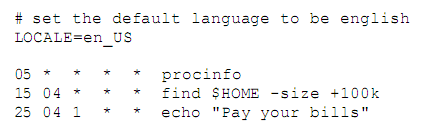 # set the default language to be english
LOCALE=en_US
05 * * * * procinfo
15 04 * * * find $HOME -size +100k
25 04 1 * * echo "Pay your bills"